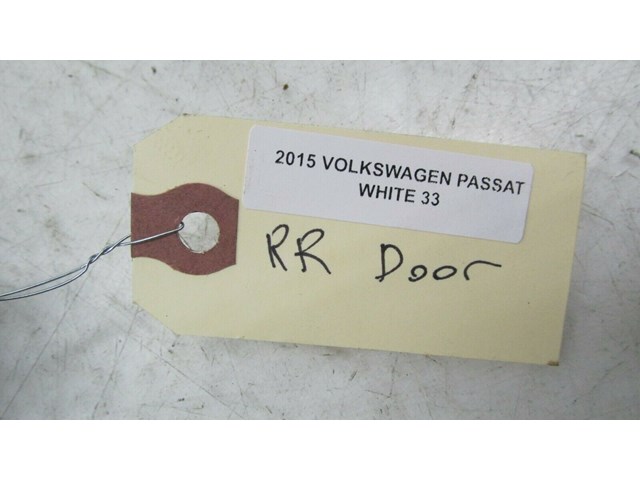 2015 VOLKSWAGEN PASSAT
WHITE 33
RR Door